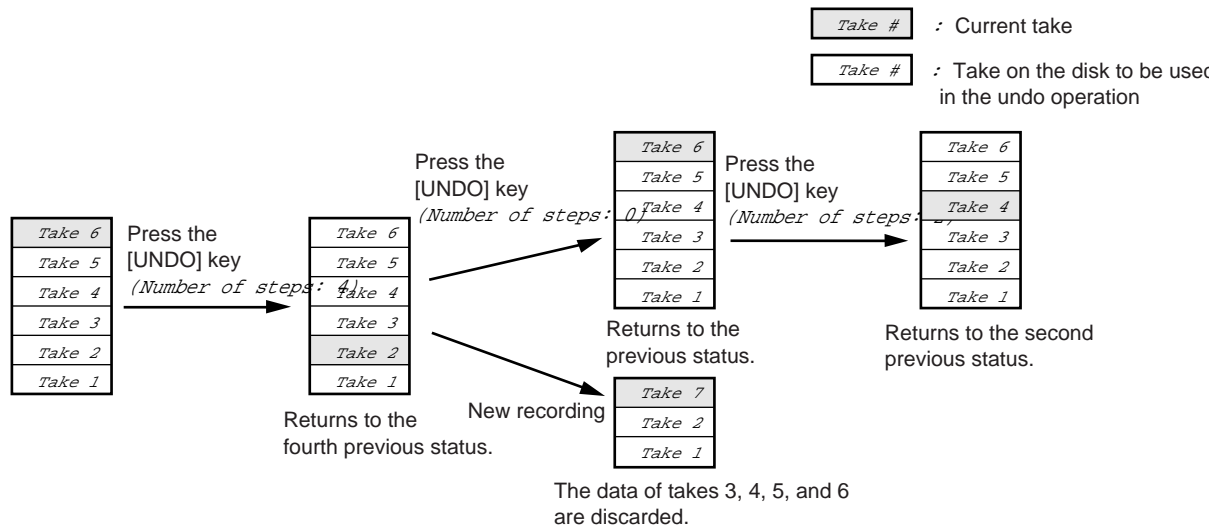 Take # : Current take
Take # : Take on the disk to be used
in the undo operation
Take 6
Take 5
Take 4
Take 3
Take 2
Take 1
Press the
[UNDO] key
(Number of steps: 4)
Take 6
Take 5
Take 4
Take 3
Take 2
Take 1
Returns to the
fourth previous status.
Press the
[UNDO] key
(Number of steps: 0)
Take 6
Take 5
Take 4
Take 3
Take 2
Take 1
Returns to the
previous status.
Press the
[UNDO] key
(Number of steps: 2)
Take 6
Take 5
Take 4
Take 3
Take 2
Take 1
Returns to the second
previous status.
New recording
Take 7
Take 2
Take 1
The data of takes 3, 4, 5, and 6
are discarded.